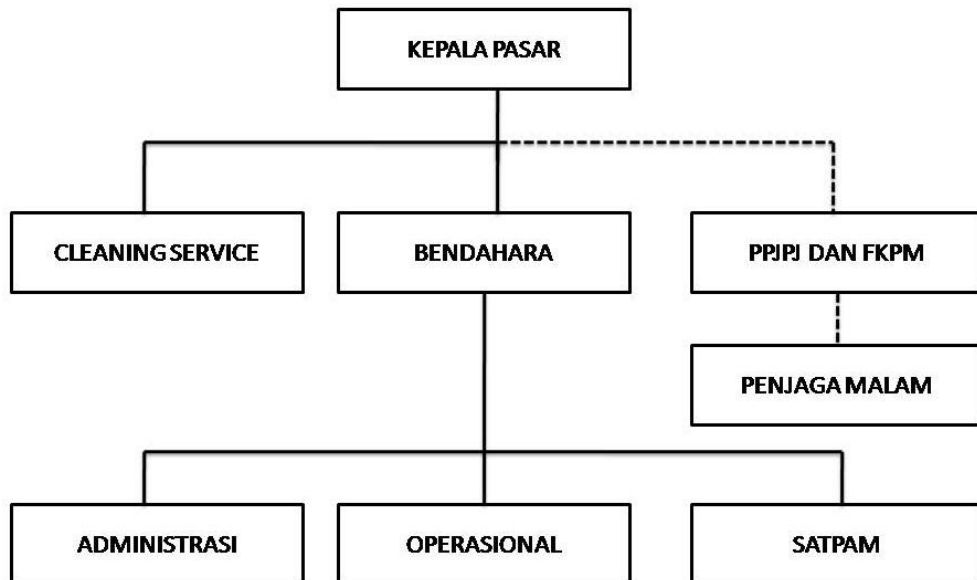 KEPALA PASAR
CLEANING SERVICE
BENDAHARA
PPJPJ DAN FKPM
PENJAGA MALAM
ADMINISTRASI
OPERASIONAL
SATPAM